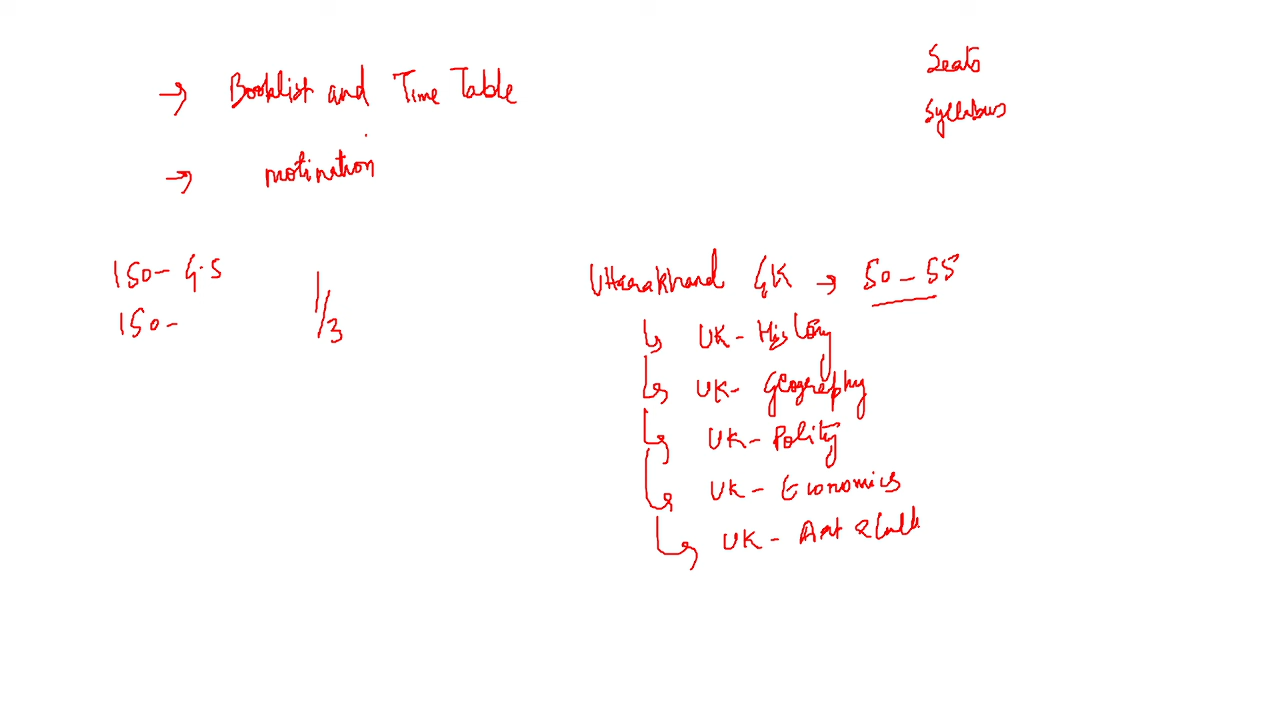 → Booklist and Time Table
→ motivation
Seats
Syllabus
150- G.S
150-
1/3
Uttarakhand GK → 50-55
UK- History
UK- Geography
UK- Polity
UK- Economics
UK- Art &